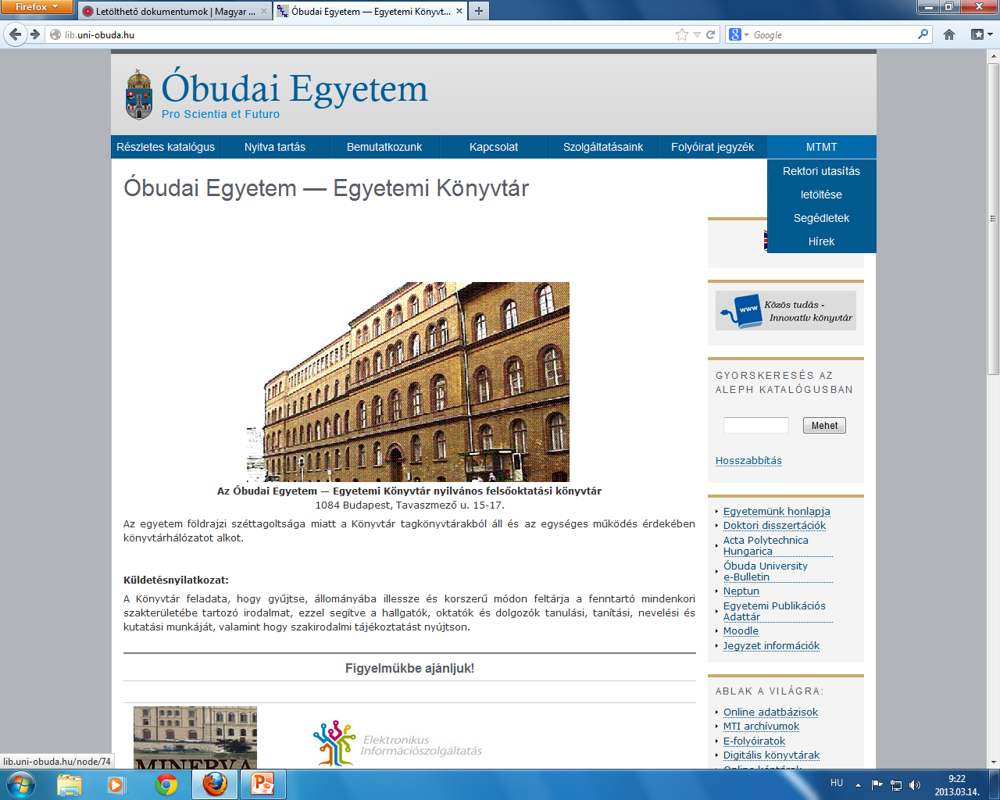 Firefox
Letölthető dokumentumok | Magyar ...
Óbudai Egyetem — Egyetemi Könyvt...
lib.uni-obuda.hu
Google
Óbudai Egyetem
Pro Scientia et Futuro
Részletes katalógus
Nyitva tartás
Bemutatkozunk
Kapcsolat
Szolgáltatásaink
Folyóirat jegyzék
MTMT
Rektori utasítás
letöltése
Segédletek
Hírek
Óbudai Egyetem — Egyetemi Könyvtár
Az Óbudai Egyetem — Egyetemi Könyvtár nyilvános felsőoktatási könyvtár
1084 Budapest, Tavaszmező u. 15-17.
Az egyetem földrajzi széttagoltsága miatt a Könyvtár tagkönyvtárakból áll és az egységes működés érdekében
könyvtárhálózatot alkot.
Küldetésnyilatkozat:
A Könyvtár feladata, hogy gyűjtse, állományába illessze és korszerű módon feltárja a fenntartó mindenkori
szakterületébe tartozó irodalmat, ezzel segítve a hallgatók, oktatók és dolgozók tanulási, tanítási, nevelési és
kutatási munkáját, valamint hogy szakirodalmi tájékoztatást nyújtson.
Figyelmükbe ajánljuk!
MINERVA
Elektronikus
Információszolgáltatás
www
Közös tudás -
Innovatív könyvtár
GYORSKERESÉS AZ
ALEPH KATALÓGUSBAN
Mehet
Hosszabbítás
Egyetemünk honlapja
Doktori disszertációk
Acta Polytechnica
Hungarica
Óbuda University
e-Bulletin
Neptun
Egyetemi Publikációs
Adattár
Moodle
Jegyzet információk
ABLAK A VILÁGRA:
Online adatbázisok
MTI archívumok
E-folyóiratok
Digitális könyvtárak
Online képtárak
lib.uni-obuda.hu/node/74
HU
9:22
2013.03.14.